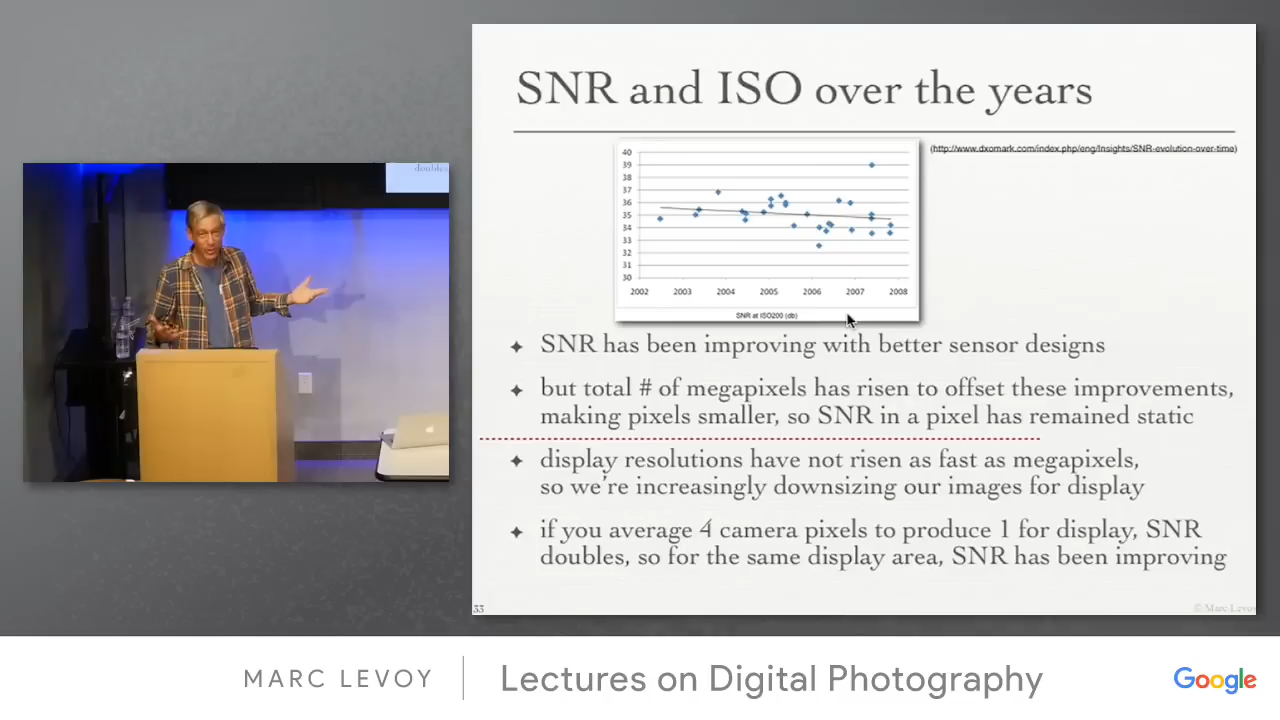 doubles
SNR and ISO over the years
(http://www.dxomark.com/index.php/eng/Insights/SNR-evolution-over-time)
40
39
38
37
36
35
34
33
32
31
30
2002 2003 2004 2005 2006 2007 2008
SNR at ISO200 (db)
✦ SNR has been improving with better sensor designs
✦ but total # of megapixels has risen to offset these improvements,
making pixels smaller, so SNR in a pixel has remained static
✦ display resolutions have not risen as fast as megapixels,
so we're increasingly downsizing our images for display
✦ if you average 4 camera pixels to produce 1 for display, SNR
doubles, so for the same display area, SNR has been improving
33
© Marc Levoy
MARC LEVOY
Lectures on Digital Photography
Google